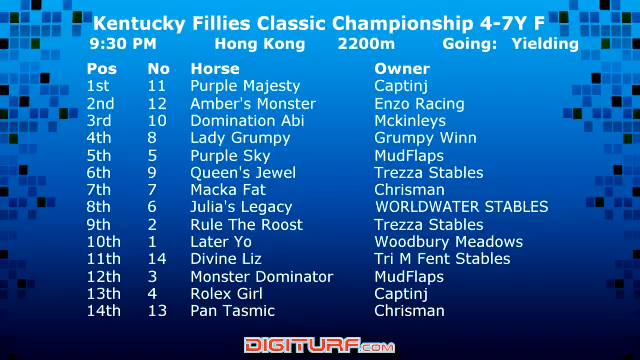 Kentucky Fillies Classic Championship 4-7Y F
9:30 PM Hong Kong 2200m Going: Yielding
Pos No Horse Owner
1st 11 Purple Majesty Captinj
2nd 12 Amber's Monster Enzo Racing
3rd 10 Domination Abi Mckinleys
4th 8 Lady Grumpy Grumpy Winn
5th 5 Purple Sky MudFlaps
6th 9 Queen's Jewel Trezza Stables
7th 7 Macka Fat Chrisman
8th 6 Julia's Legacy WORLDWATER STABLES
9th 2 Rule The Roost Trezza Stables
10th 1 Later Yo Woodbury Meadows
11th 14 Divine Liz Tri M Fent Stables
12th 3 Monster Dominator MudFlaps
13th 4 Rolex Girl Captinj
14th 13 Pan Tasmic Chrisman
DIGITURF.COM